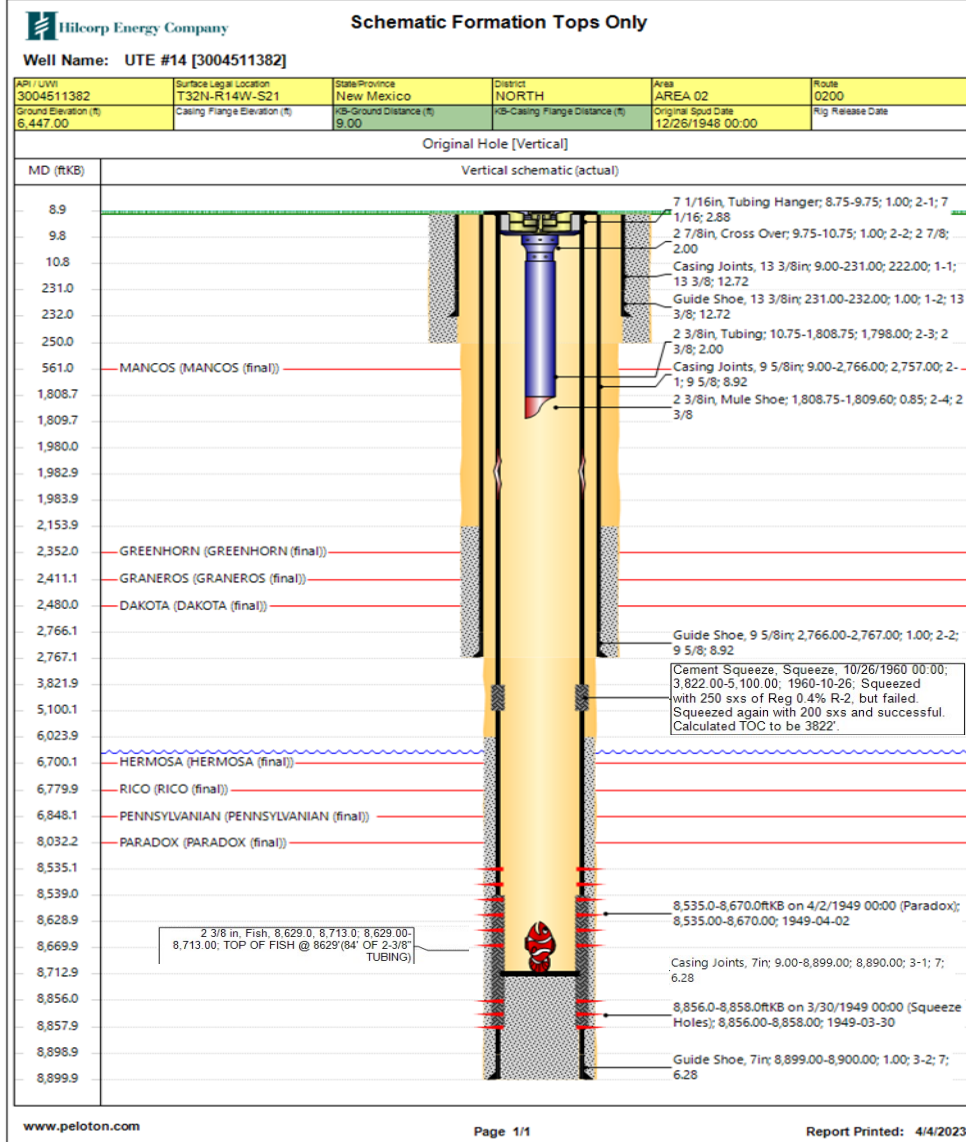 Hilcorp Energy Company
Schematic Formation Tops Only
Well Name: UTE #14 [3004511382]
API / UWI
3004511382
Surface Legal Location
T32N-R14W-S21
State/Province
New Mexico
District
NORTH
Area
AREA 02
Route
0200
Ground Elevation (ft)
6,447.00
Casing Flange Elevation (ft)
KB-Ground Distance (ft)
9.00
KB-Casing Flange Distance (ft)
Original Spud Date
12/26/1948 00:00
Rig Release Date
Original Hole [Vertical]
MD (ftKB)
Vertical schematic (actual)
8.9
9.8
10.8
231.0
232.0
250.0
561.0
1,808.7
1,809.7
1,980.0
1,982.9
1,983.9
2,153.9
2,352.0
2,411.1
2,480.0
2,766.1
2,767.1
3,821.9
5,100.1
6,023.9
6,700.1
6,779.9
6,848.1
8,032.2
8,535.1
8,539.0
8,628.9
8,669.9
8,712.9
8,856.0
8,857.9
8,898.9
8,899.9
MANCOS (MANCOS (final))
GREENHORN (GREENHORN (final))
GRANEROS (GRANEROS (final))
DAKOTA (DAKOTA (final))
HERMOSA (HERMOSA (final))
RICO (RICO (final))
PENNSYLVANIAN (PENNSYLVANIAN (final))
PARADOX (PARADOX (final))
2 3/8 in, Fish, 8,629.0, 8,713.0; 8,629.00-
8,713.00; TOP OF FISH @ 8629'(84' OF 2-3/8"
TUBING)
7 1/16in, Tubing Hanger; 8.75-9.75; 1.00; 2-1; 7
1/16; 2.88
2 7/8in, Cross Over; 9.75-10.75; 1.00; 2-2; 2 7/8;
2.00
Casing Joints, 13 3/8in; 9.00-231.00; 222.00; 1-1;
13 3/8; 12.72
Guide Shoe, 13 3/8in; 231.00-232.00; 1.00; 1-2; 13
3/8; 12.72
2 3/8in, Tubing; 10.75-1,808.75; 1,798.00; 2-3; 2
3/8; 2.00
Casing Joints, 9 5/8in; 9.00-2,766.00; 2,757.00; 2-
1; 9 5/8; 8.92
2 3/8in, Mule Shoe; 1,808.75-1,809.60; 0.85; 2-4; 2
3/8
Guide Shoe, 9 5/8in; 2,766.00-2,767.00; 1.00; 2-2;
9 5/8; 8.92
Cement Squeeze, Squeeze, 10/26/1960 00:00;
3,822.00-5,100.00; 1960-10-26; Squeezed
with 250 sxs of Reg 0.4% R-2, but failed.
Squeezed again with 200 sxs and successful.
Calculated TOC to be 3822'.
8,535.0-8,670.0ftKB on 4/2/1949 00:00 (Paradox);
8,535.00-8,670.00; 1949-04-02
Casing Joints, 7in; 9.00-8,899.00; 8,890.00; 3-1; 7;
6.28
8,856.0-8,858.0ftKB on 3/30/1949 00:00 (Squeeze
Holes); 8,856.00-8,858.00; 1949-03-30
Guide Shoe, 7in; 8,899.00-8,900.00; 1.00; 3-2; 7;
6.28
www.peloton.com
Page 1/1
Report Printed: 4/4/2023